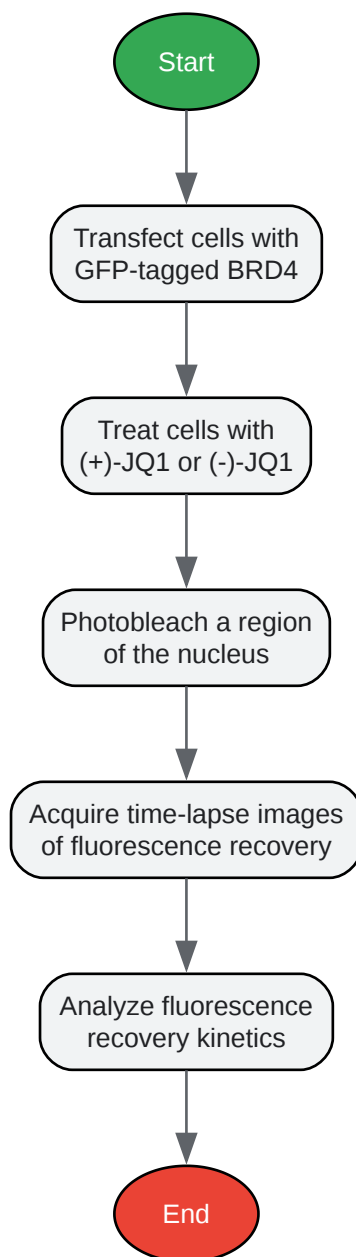 Start
Transfect cells with
GFP-tagged BRD4
Treat cells with
(+)-JQ1 or (-)-JQ1
Photobleach a region
of the nucleus
Acquire time-lapse images
of fluorescence recovery
Analyze fluorescence
recovery kinetics
End